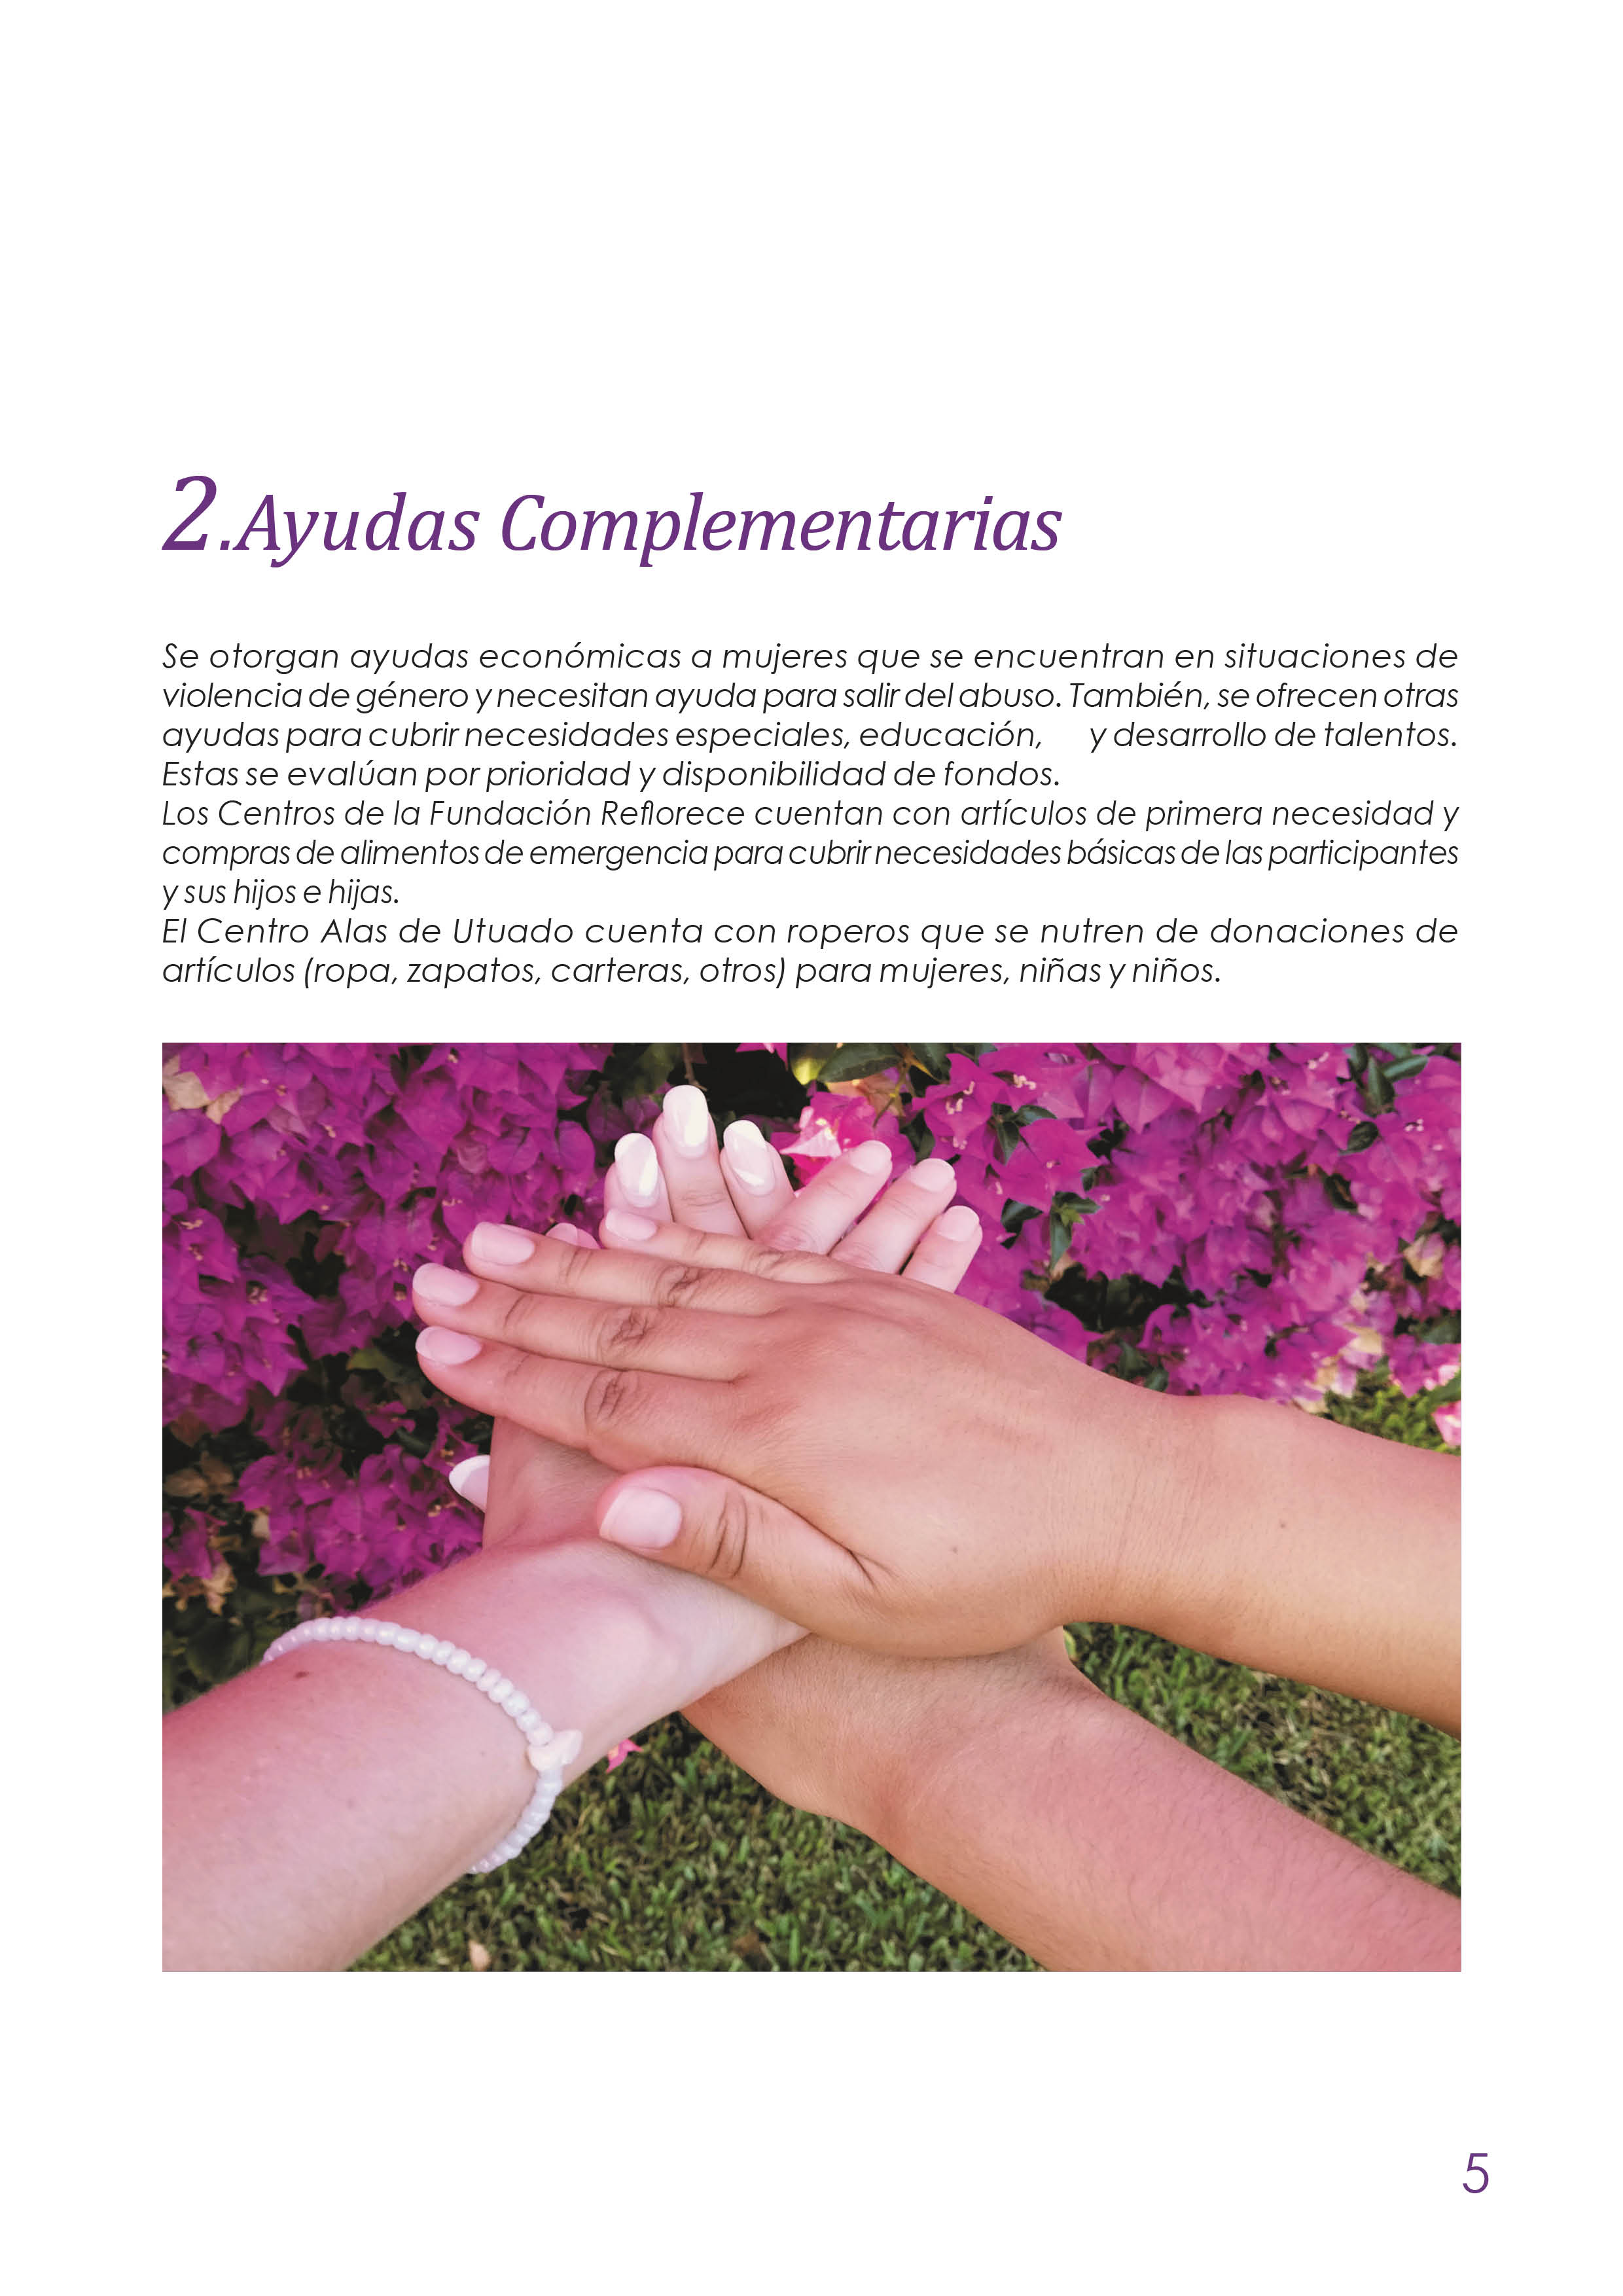 2.Ayudas Complementarias
Se otorgan ayudas económicas a mujeres que se encuentran en situaciones de
violencia de género y necesitan ayuda para salir del abuso. También, se ofrecen otras
ayudas para cubrir necesidades especiales, educación, y desarrollo de talentos.
Estas se evalúan por prioridad y disponibilidad de fondos.
Los Centros de la Fundación Reflorece cuentan con artículos de primera necesidad y
compras de alimentos de emergencia para cubrir necesidades básicas de las participantes
y sus hijos e hijas.
El Centro Alas de Utuado cuenta con roperos que se nutren de donaciones de
artículos (ropa, zapatos, carteras, otros) para mujeres, niñas y niños.
5